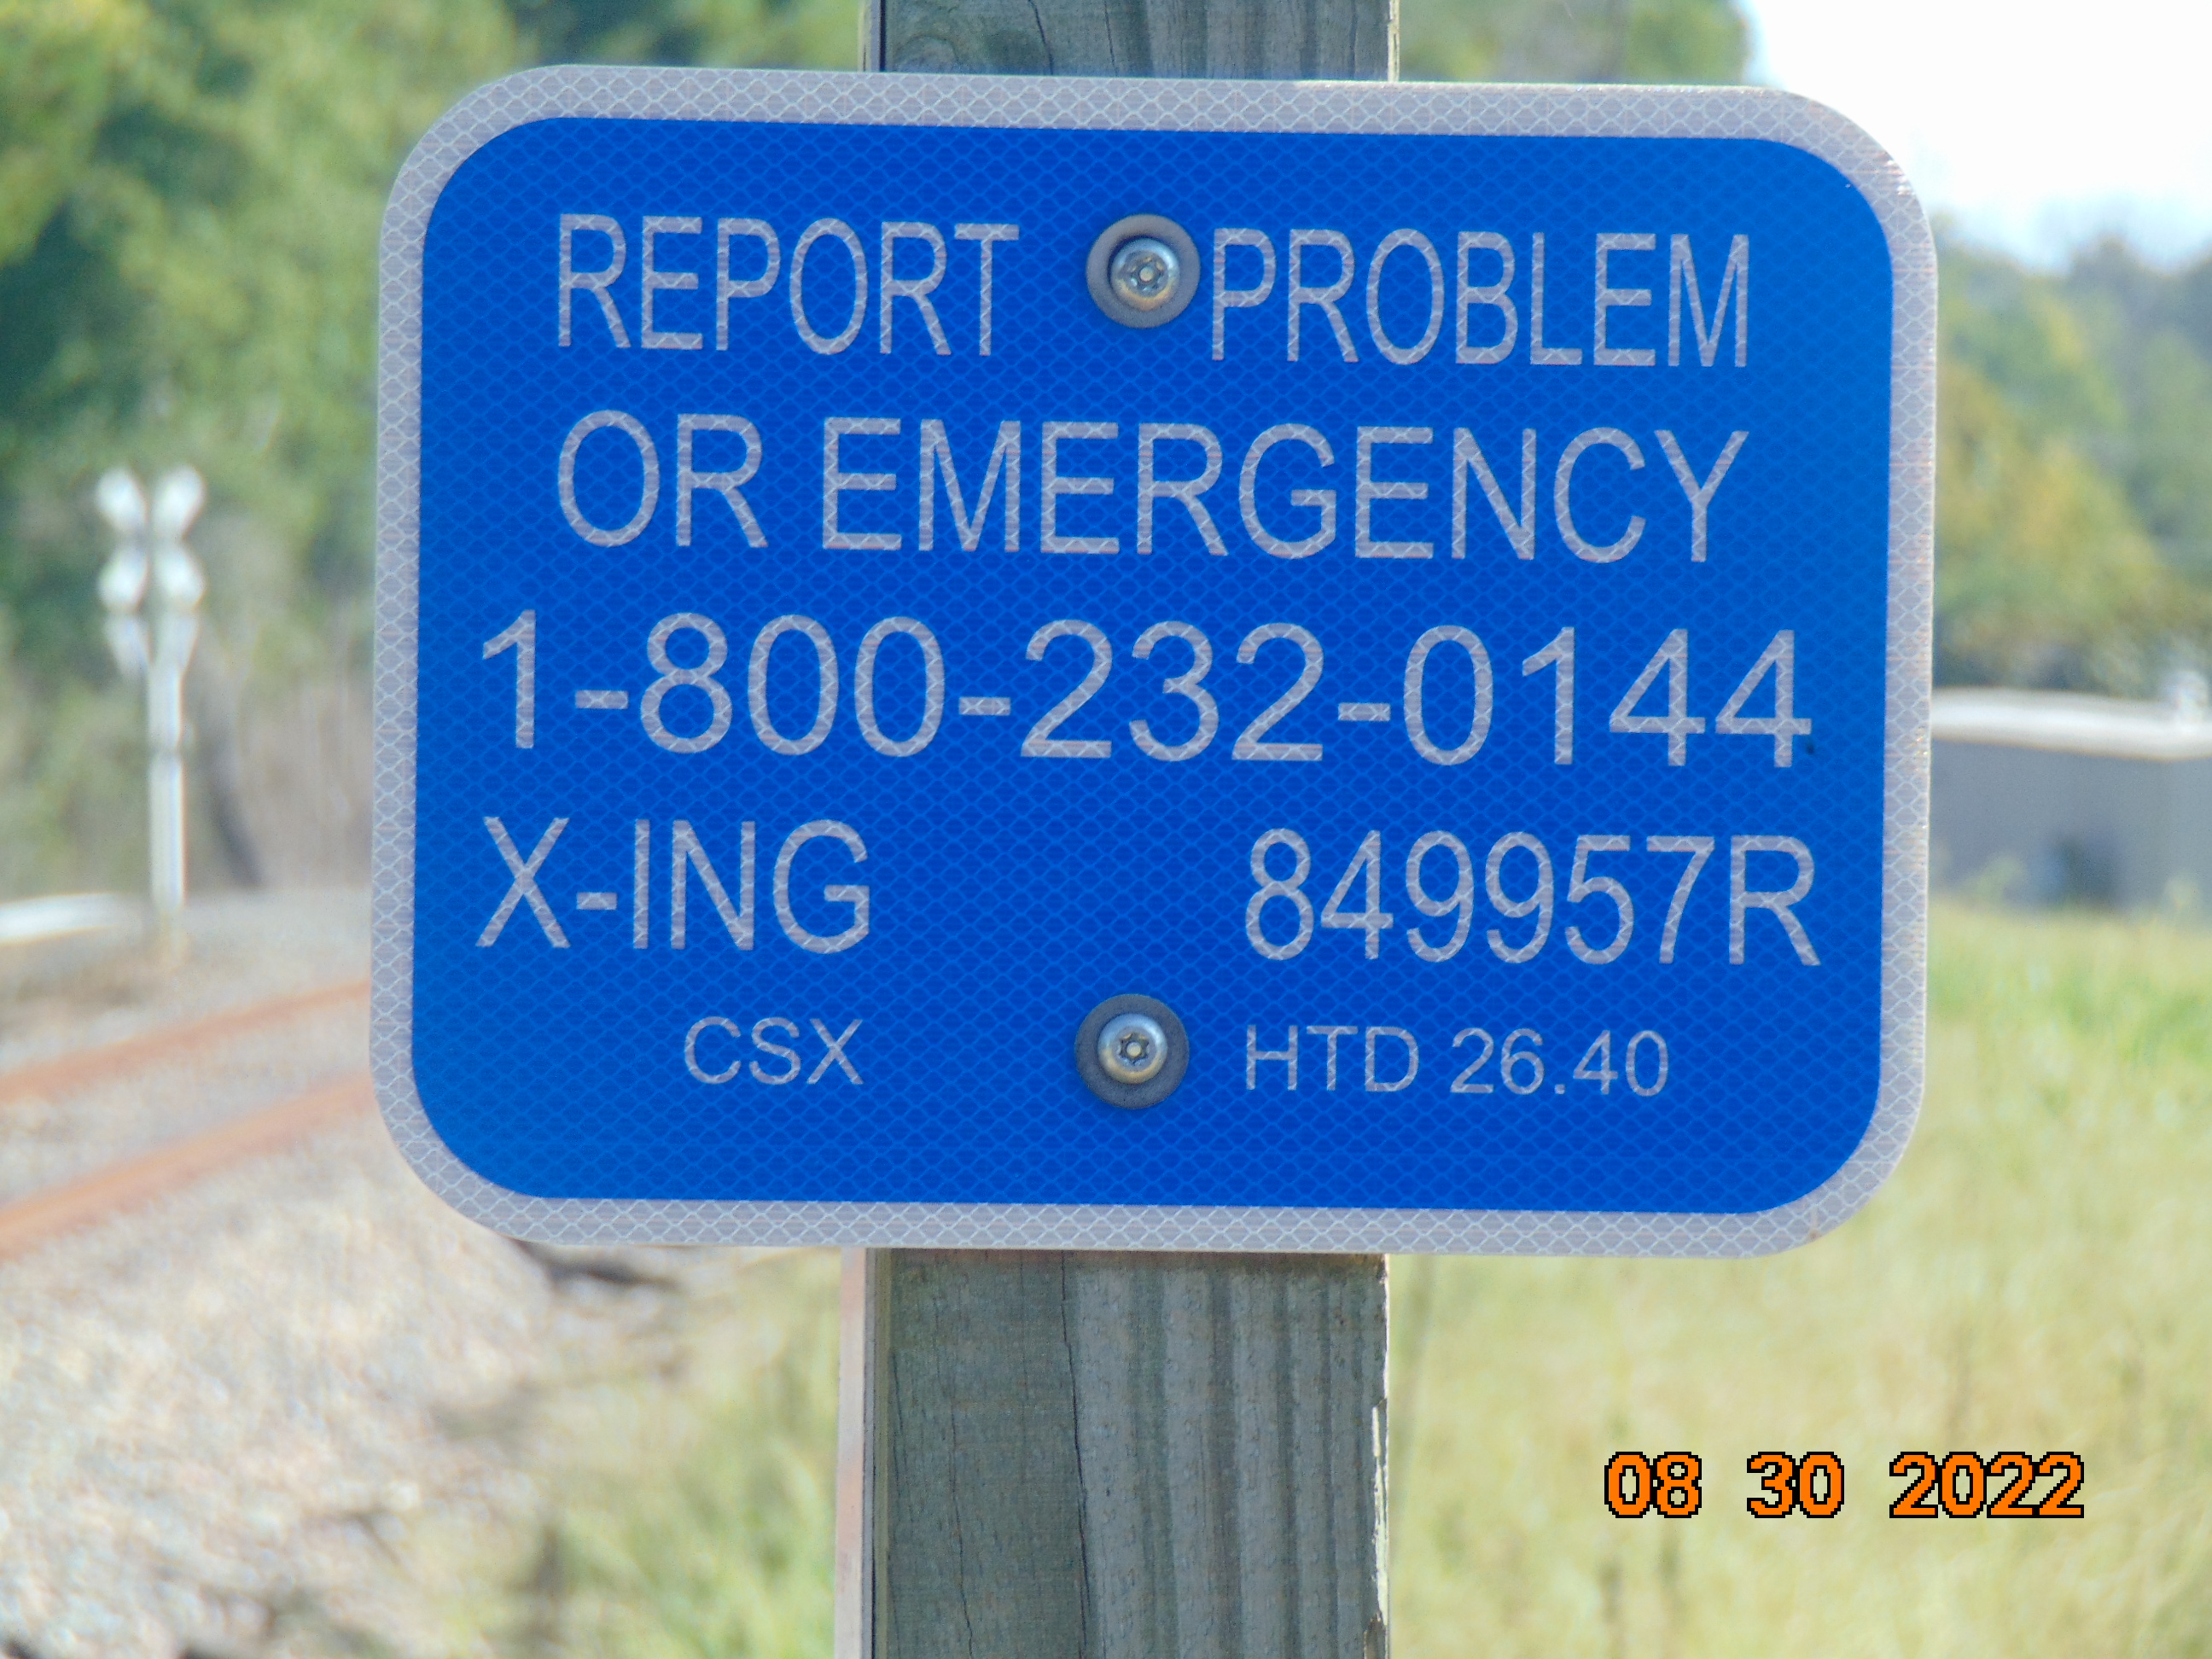 REPORT PROBLEM
OR EMERGENCY
1-800-232-0144
X-ING 849957R
CSX HTD 26.40
08 30 2022